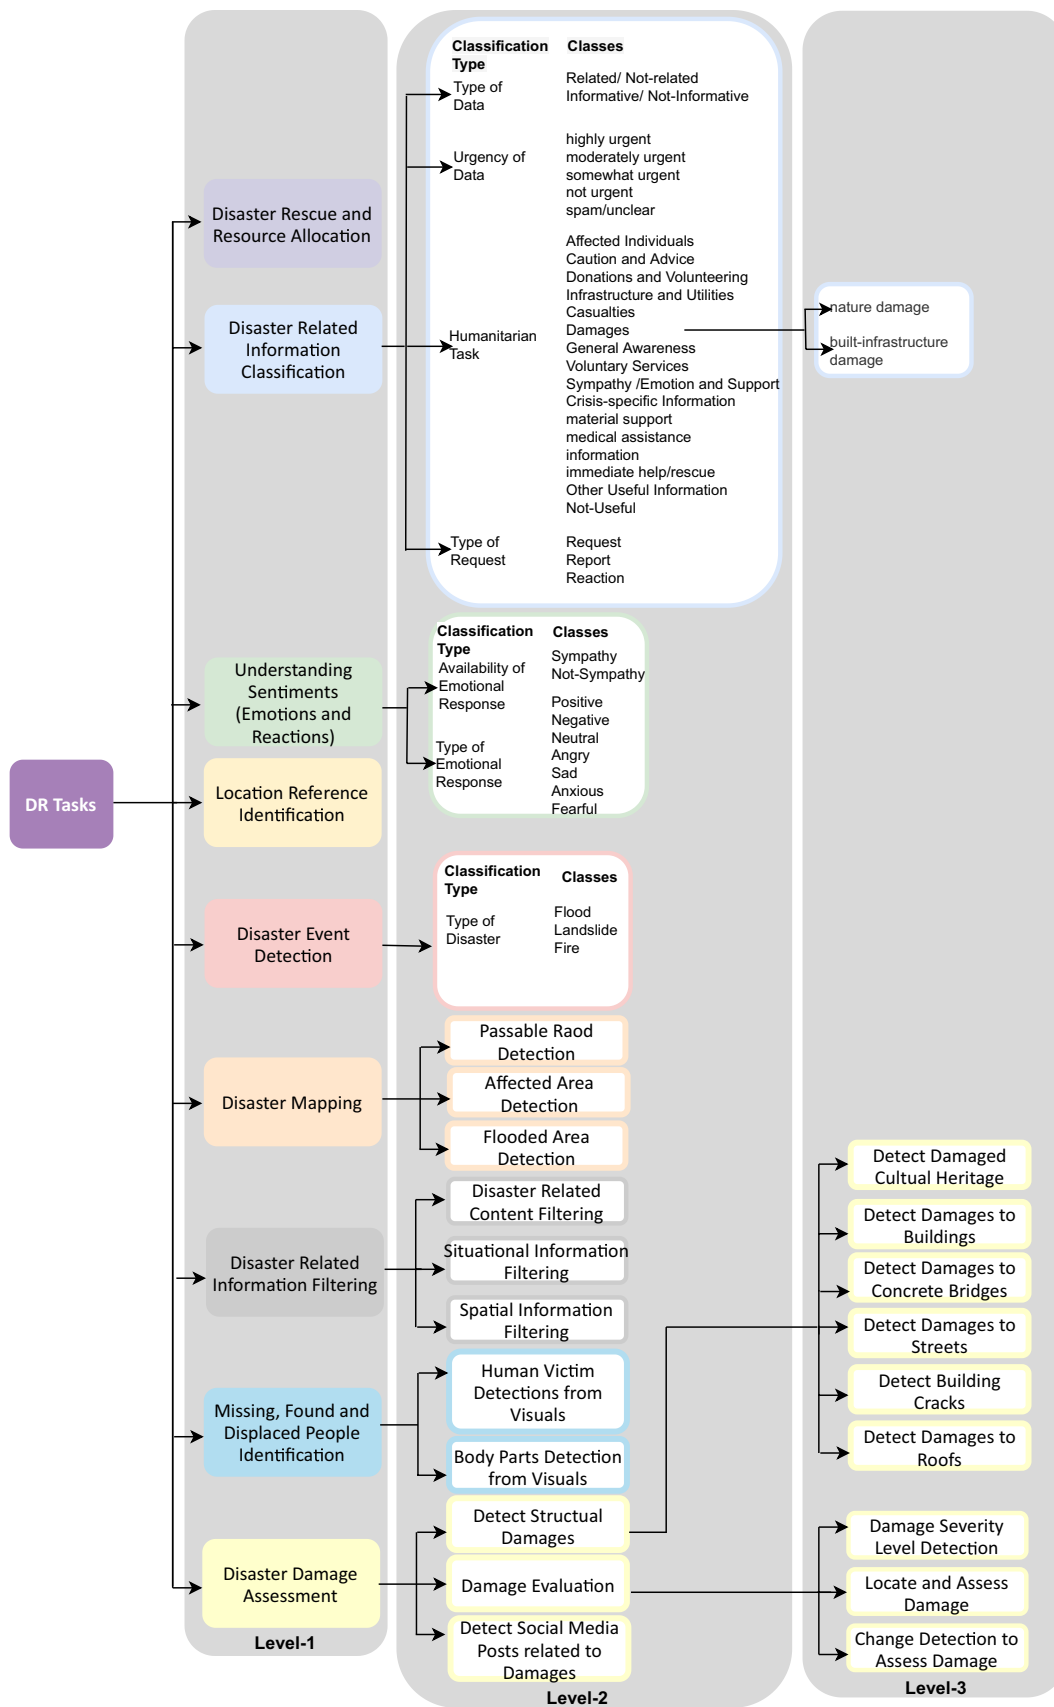 DR Tasks
Disaster Rescue and
Resource Allocation
Disaster Related
Information
Classification
Understanding
Sentiments
(Emotions and
Reactions)
Location Reference
Identification
Disaster Event
Detection
Disaster Mapping
Disaster Related
Information Filtering
Missing, Found and
Displaced People
Identification
Disaster Damage
Assessment
Level-1
Classification
Type
Classes
Type of
Data
Related/ Not-related
Informative/ Not-Informative
Urgency of
Data
highly urgent
moderately urgent
somewhat urgent
not urgent
spam/unclear
Humanitarian
Task
Affected Individuals
Caution and Advice
Donations and Volunteering
Infrastructure and Utilities
Casualties
Damages
General Awareness
Voluntary Services
Sympathy /Emotion and Support
Crisis-specific Information
material support
medical assistance
information
immediate help/rescue
Other Useful Information
Not-Useful
Type of
Request
Request
Report
Reaction
Classification
Type
Classes
Availability of
Emotional
Response
Sympathy
Not-Sympathy
Type of
Emotional
Response
Positive
Negative
Neutral
Angry
Sad
Anxious
Fearful
Classification
Type
Classes
Type of
Disaster
Flood
Landslide
Fire
Passable Raod
Detection
Affected Area
Detection
Flooded Area
Detection
Disaster Related
Content Filtering
Situational Information
Filtering
Spatial Information
Filtering
Human Victim
Detections from
Visuals
Body Parts Detection
from Visuals
Detect Structual
Damages
Damage Evaluation
Detect Social Media
Posts related to
Damages
Level-2
nature damage
built-infrastructure
damage
Detect Damaged
Cultual Heritage
Detect Damages to
Buildings
Detect Damages to
Concrete Bridges
Detect Damages to
Streets
Detect Building
Cracks
Detect Damages to
Roofs
Damage Severity
Level Detection
Locate and Assess
Damage
Change Detection to
Assess Damage
Level-3